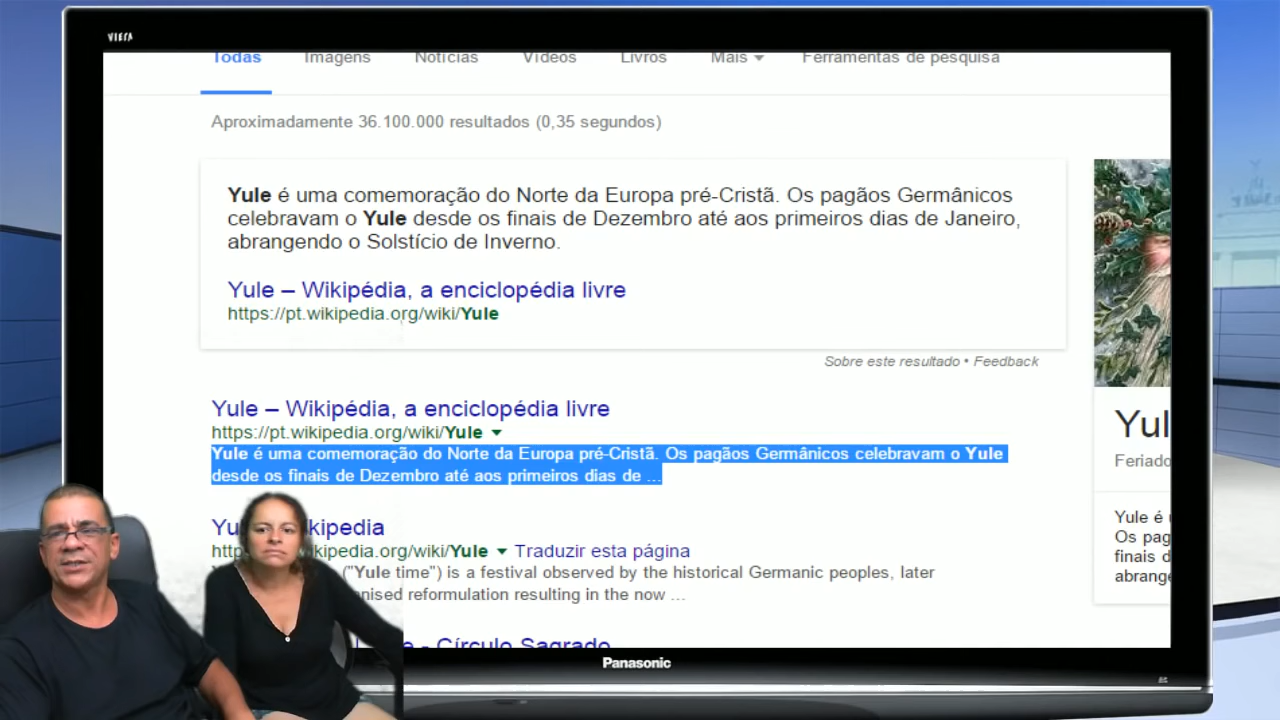 VIErA
Todas Imagens Notícias Vídeos Livros Mais Ferramentas de pesquisa
Aproximadamente 36.100.000 resultados (0,35 segundos)
Yule é uma comemoração do Norte da Europa pré-Cristã. Os pagãos Germânicos
celebravam o Yule desde os finais de Dezembro até aos primeiros dias de Janeiro,
abrangendo o Solstício de Inverno.
Yule – Wikipédia, a enciclopédia livre
https://pt.wikipedia.org/wiki/Yule
Sobre este resultado • Feedback
Yule – Wikipédia, a enciclopédia livre
https://pt.wikipedia.org/wiki/Yule
Yule é uma comemoração do Norte da Europa pré-Cristã. Os pagãos Germânicos celebravam o Yule
desde os finais de Dezembro até aos primeiros dias de ...
Yu kipedia
http kipedia.org/wiki/Yule Traduzir esta página
("Yule time") is a festival observed by the historical Germanic peoples, later
nised reformulation resulting in the now ...
e - Círculo Sagrado
Yul
Feriado
Yule é
Os pag
finais d
abrange
Panasonic